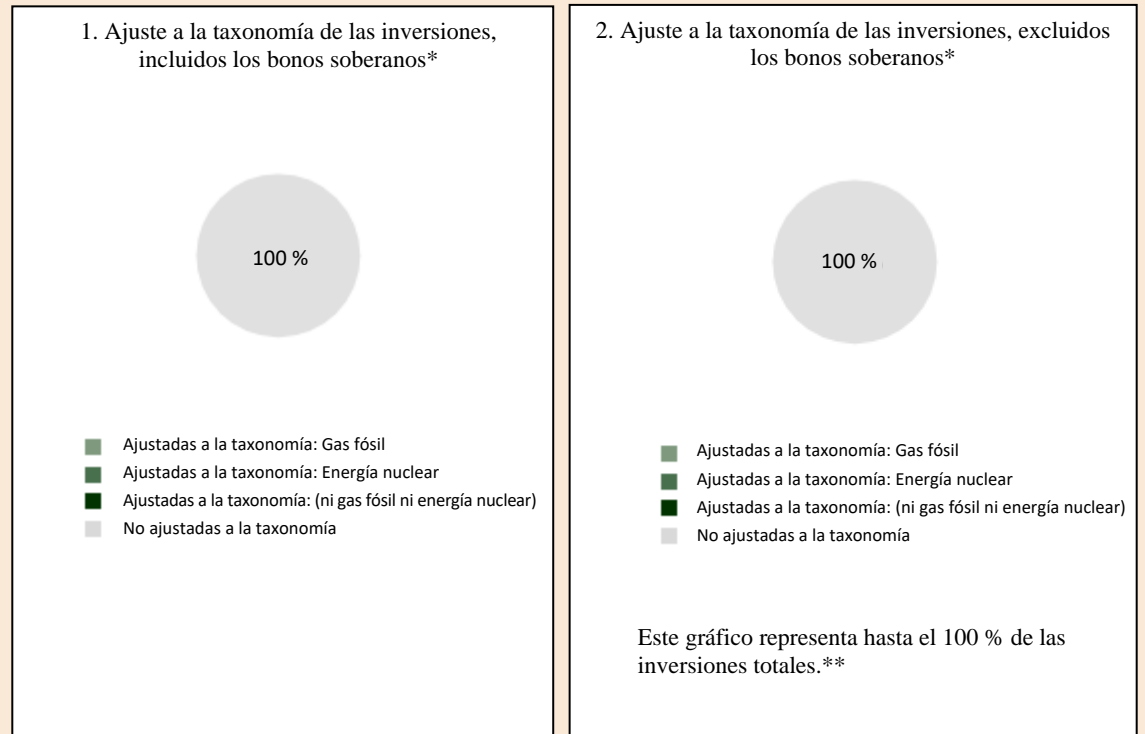 1. Ajuste a la taxonomía de las inversiones,
incluidos los bonos soberanos*
100 %
Ajustadas a la taxonomía: Gas fósil
Ajustadas a la taxonomía: Energía nuclear
Ajustadas a la taxonomía: (ni gas fósil ni energía nuclear)
No ajustadas a la taxonomía
2. Ajuste a la taxonomía de las inversiones, excluidos
los bonos soberanos*
100 %
Ajustadas a la taxonomía: Gas fósil
Ajustadas a la taxonomía: Energía nuclear
Ajustadas a la taxonomía: (ni gas fósil ni energía nuclear)
No ajustadas a la taxonomía
Este gráfico representa hasta el 100 % de las
inversiones totales.**